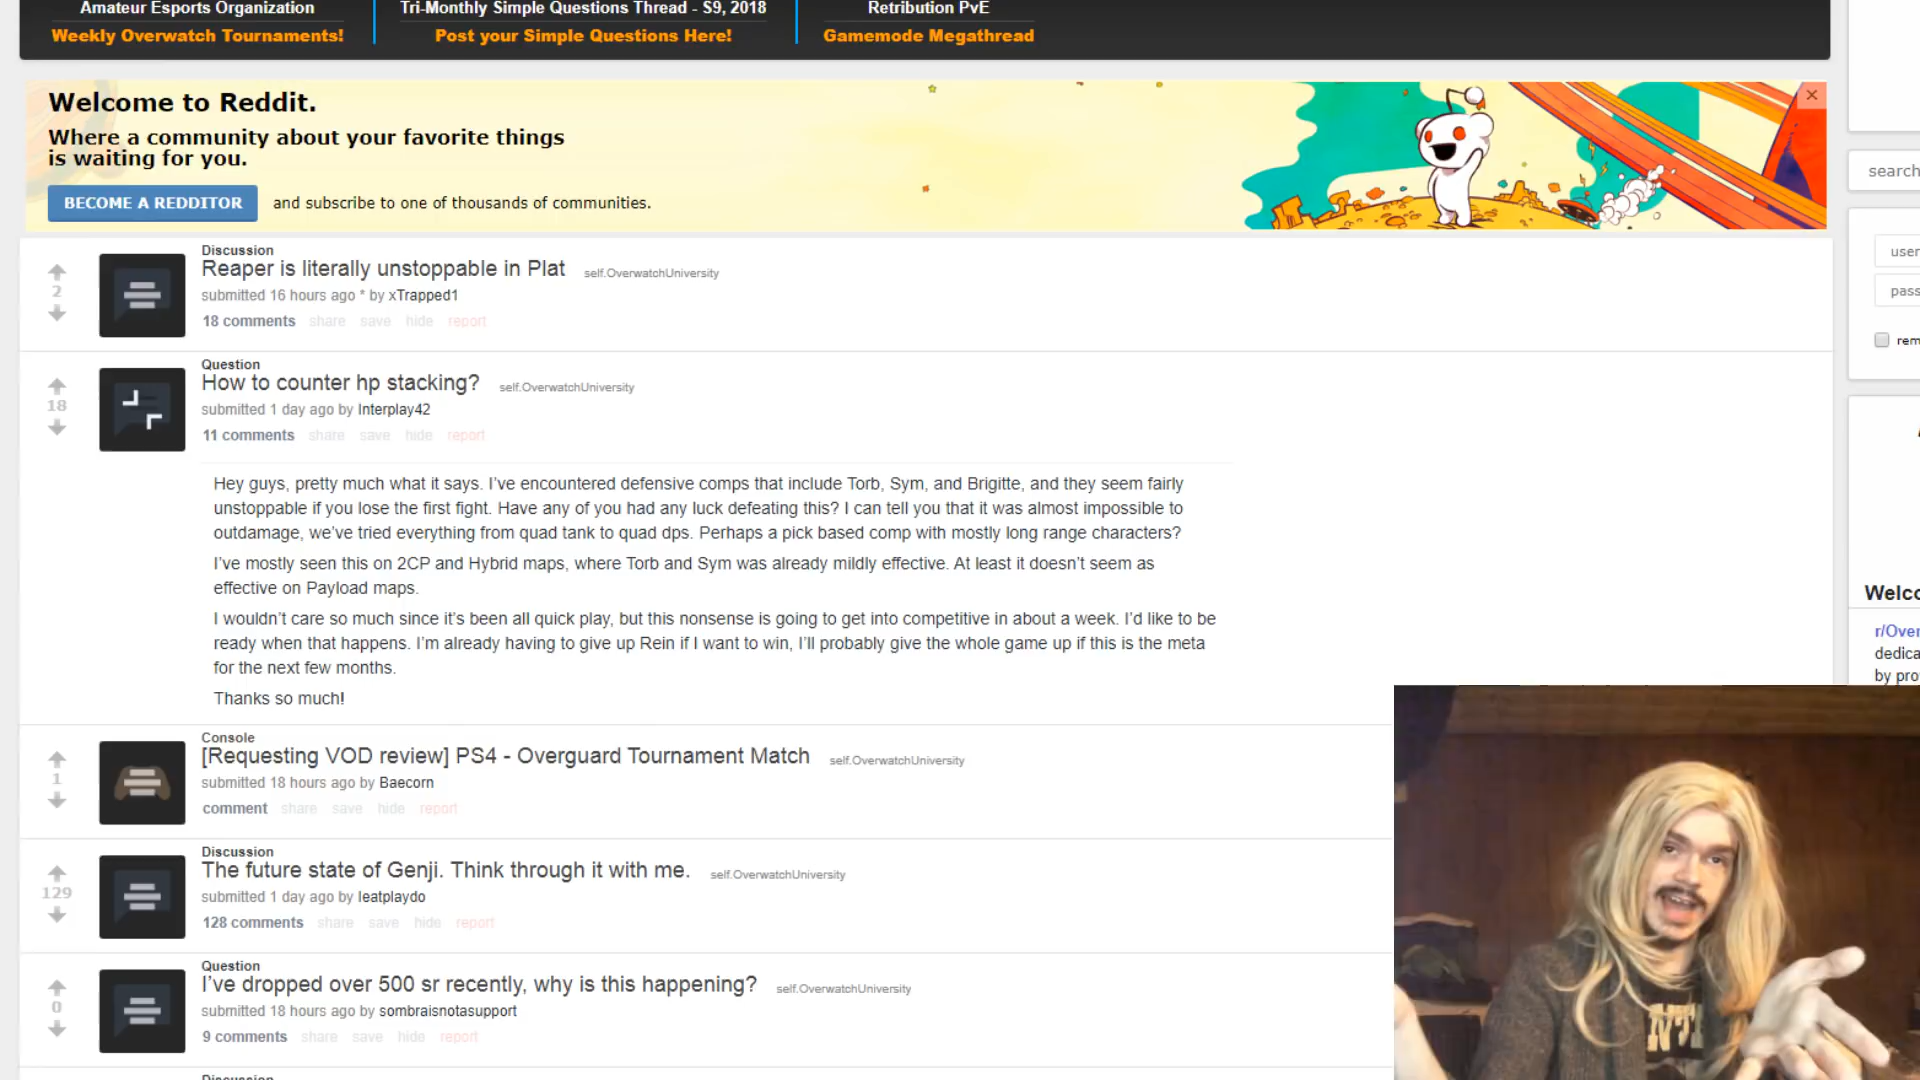 Amateur Esports Organization
Weekly Overwatch Tournaments!
Tri-Monthly Simple Questions Thread - S9, 2018
Post your Simple Questions Here!
Retribution PvE
Gamemode Megathread
Welcome to Reddit.
Where a community about your favorite things
is waiting for you.
BECOME A REDDITOR and subscribe to one of thousands of communities.
search
user
pass
rem
Discussion
2
Reaper is literally unstoppable in Plat self.OverwatchUniversity
submitted 16 hours ago * by xTrapped1
18 comments share save hide report
Question
18
How to counter hp stacking? self.OverwatchUniversity
submitted 1 day ago by Interplay42
11 comments share save hide report
Hey guys, pretty much what it says. I've encountered defensive comps that include Torb, Sym, and Brigitte, and they seem fairly
unstoppable if you lose the first fight. Have any of you had any luck defeating this? I can tell you that it was almost impossible to
outdamage, we've tried everything from quad tank to quad dps. Perhaps a pick based comp with mostly long range characters?
I've mostly seen this on 2CP and Hybrid maps, where Torb and Sym was already mildly effective. At least it doesn't seem as
effective on Payload maps.
I wouldn't care so much since it's been all quick play, but this nonsense is going to get into competitive in about a week. I'd like to be
ready when that happens. I'm already having to give up Rein if I want to win, I'll probably give the whole game up if this is the meta
for the next few months.
Thanks so much!
Welco
r/Over
dedica
by pro
Console
1
[Requesting VOD review] PS4 - Overguard Tournament Match self.OverwatchUniversity
submitted 18 hours ago by Baecorn
comment share save hide report
Discussion
129
The future state of Genji. Think through it with me. self.OverwatchUniversity
submitted 1 day ago by leatplaydo
128 comments share save hide report
Question
0
I've dropped over 500 sr recently, why is this happening? self.OverwatchUniversity
submitted 18 hours ago by sombraisnotasupport
9 comments share save hide report
Discussion